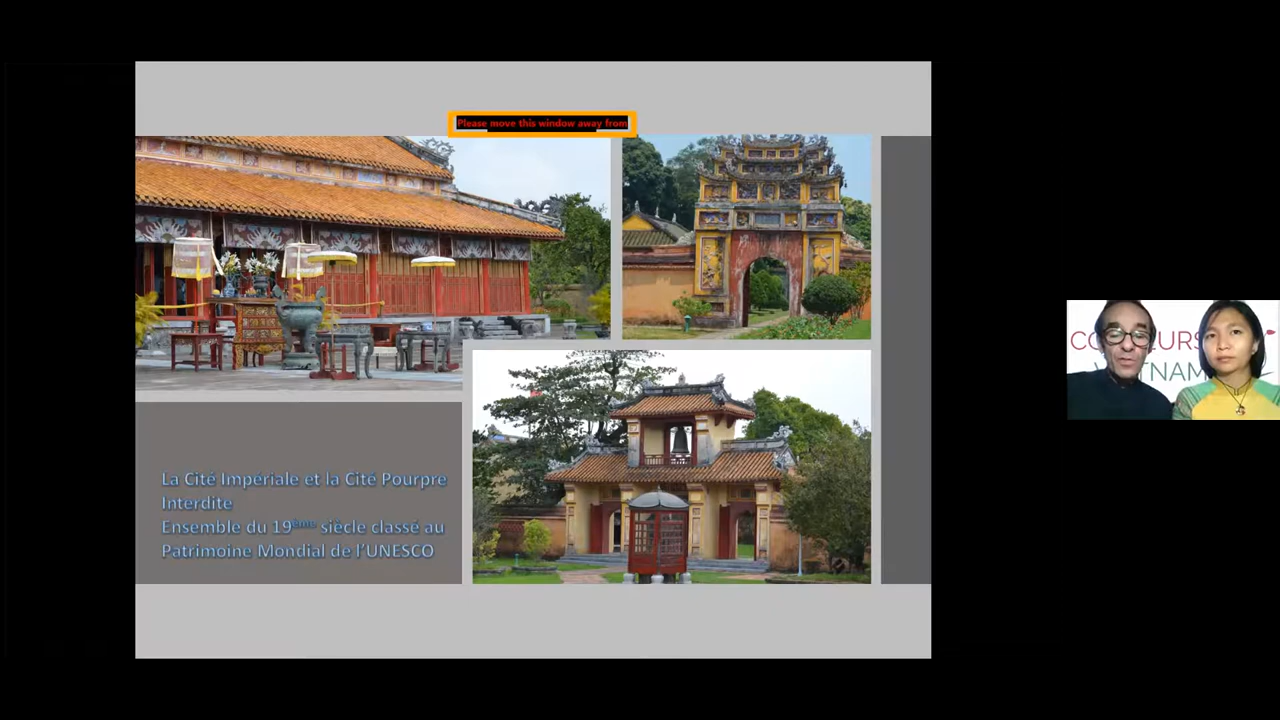 Please move this window away from
La Cité Impériale et la Cité Pourpre
Interdite
Ensemble du 19ème siècle classé au
Patrimoine Mondial de l'UNESCO